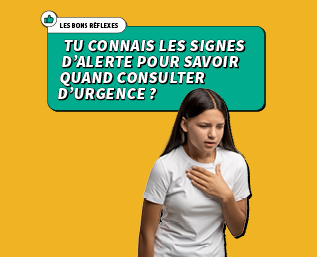 LES BONS RÉFLEXES
TU CONNAIS LES SIGNES
D'ALERTE POUR SAVOIR
QUAND CONSULTER
D'URGENCE ?